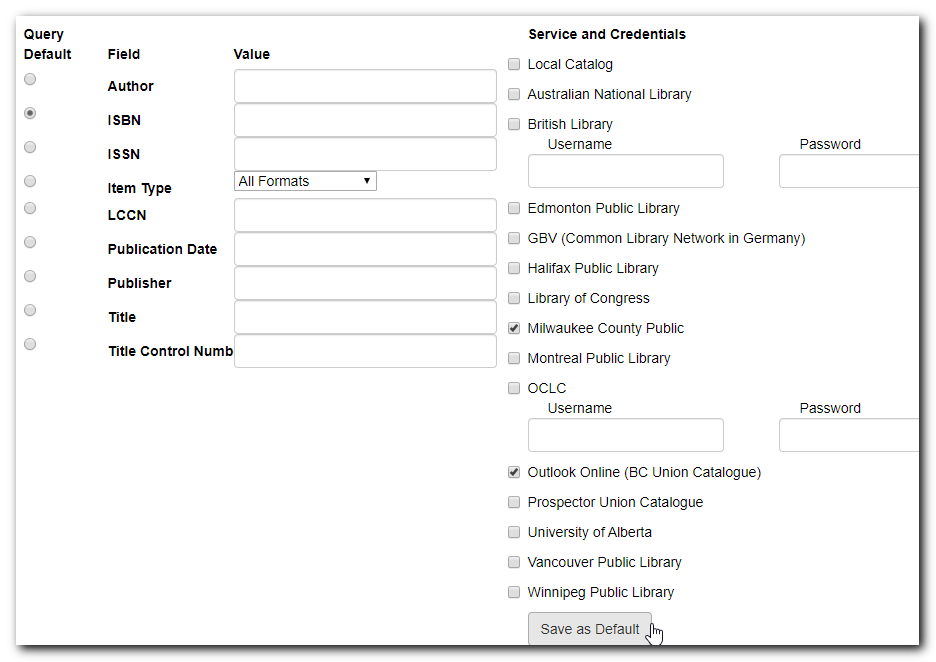 Query
Default
Field
Value
Author
ISBN
ISSN
Item Type
All Formats
LCCN
Publication Date
Publisher
Title
Title Control Numb
Service and Credentials
Local Catalog
Australian National Library
British Library
Username
Password
Edmonton Public Library
GBV (Common Library Network in Germany)
Halifax Public Library
Library of Congress
Milwaukee County Public
Montreal Public Library
OCLC
Username
Password
Outlook Online (BC Union Catalogue)
Prospector Union Catalogue
University of Alberta
Vancouver Public Library
Winnipeg Public Library
Save as Default